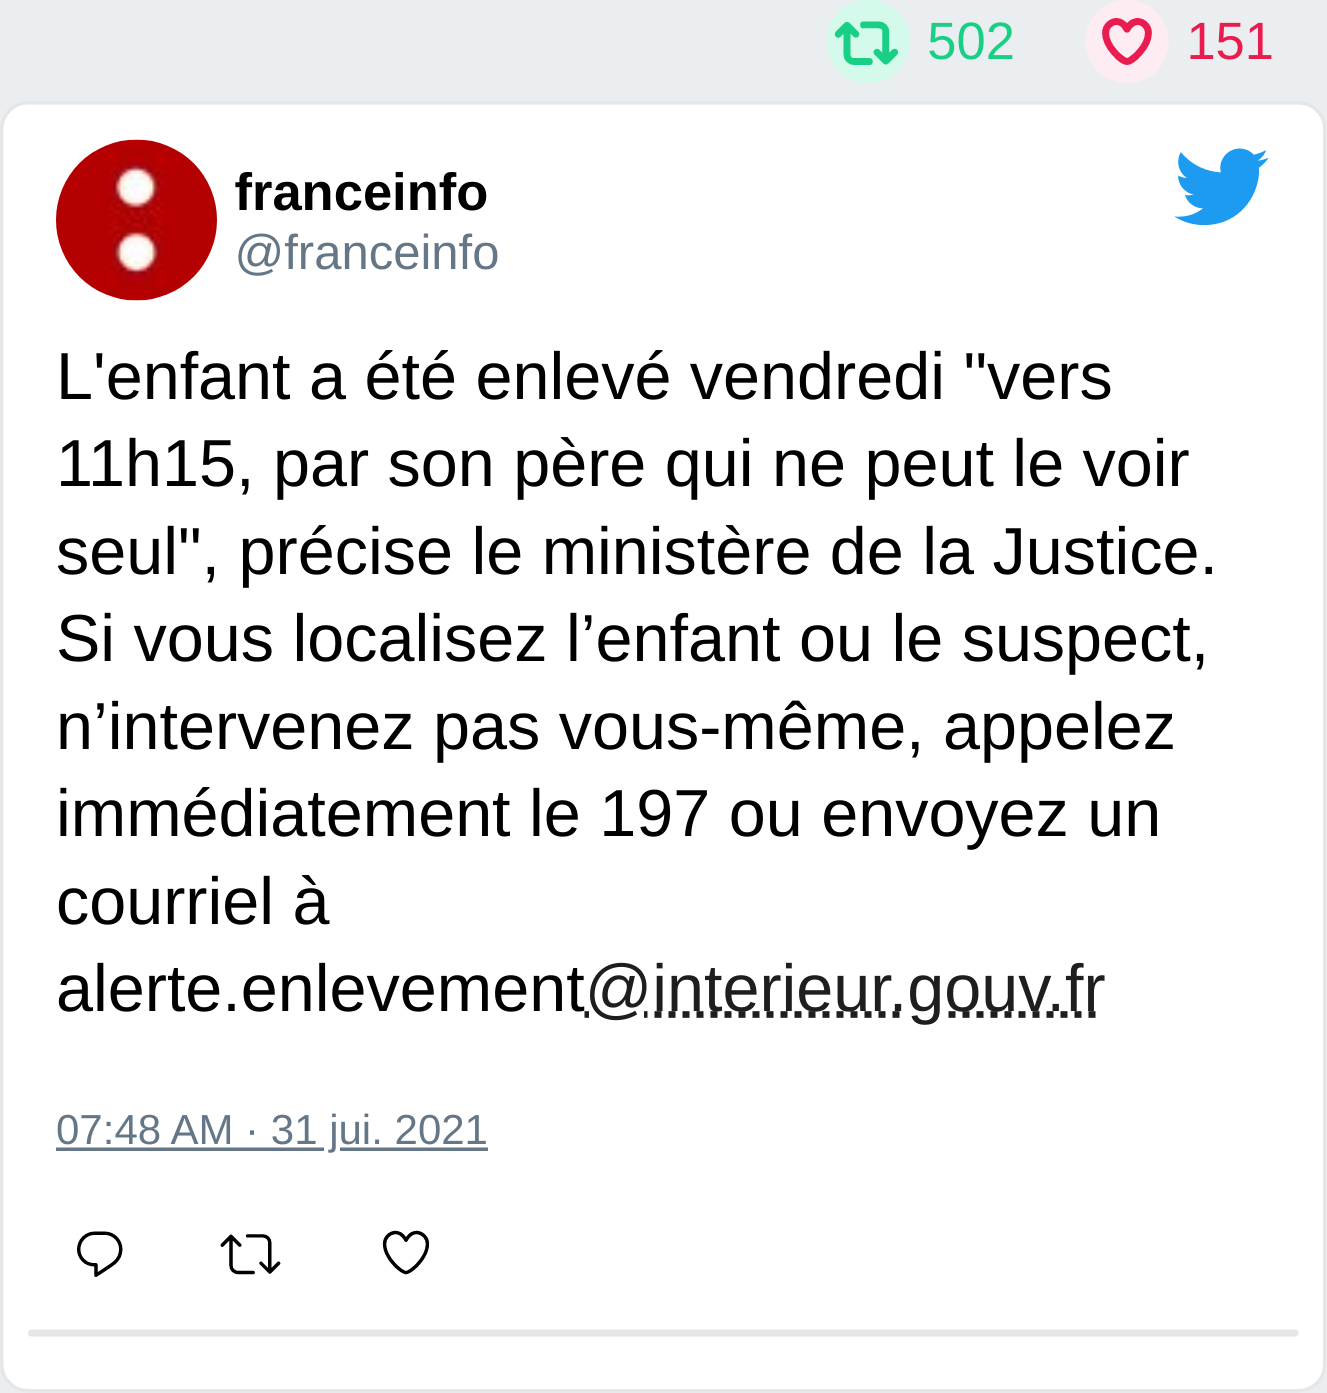 502 151
franceinfo
@franceinfo
L'enfant a été enlevé vendredi "vers
11h15, par son père qui ne peut le voir
seul", précise le ministère de la Justice.
Si vous localisez l’enfant ou le suspect,
n’intervenez pas vous-même, appelez
immédiatement le 197 ou envoyez un
courriel à
alerte.enlevement@interieur.gouv.fr
07:48 AM · 31 jui. 2021